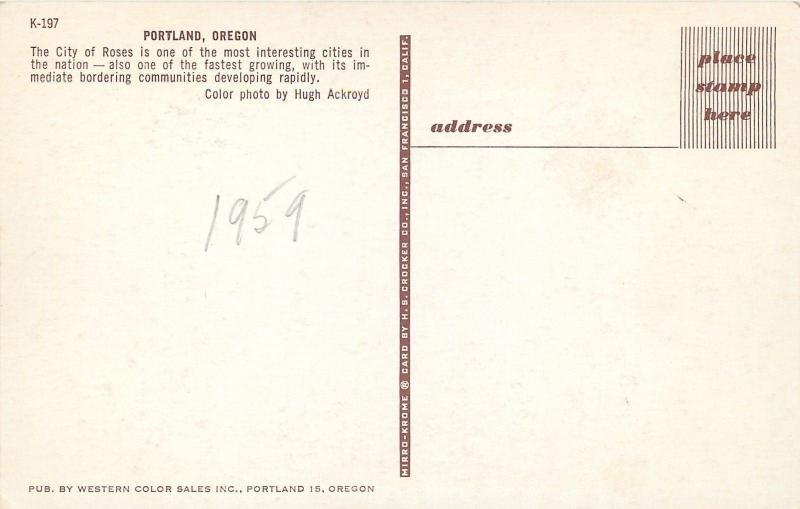 K-197
PORTLAND, OREGON
The City of Roses is one of the most interesting cities in
the nation — also one of the fastest growing, with its im-
mediate bordering communities developing rapidly.
Color photo by Hugh Ackroyd
1959
PUB. BY WESTERN COLOR SALES INC., PORTLAND 15, OREGON
MIRRO-KROME ® CARD BY H. S. CROCKER CO., INC., SAN FRANCISCO 1, CALIF.
address
place
stamp
here